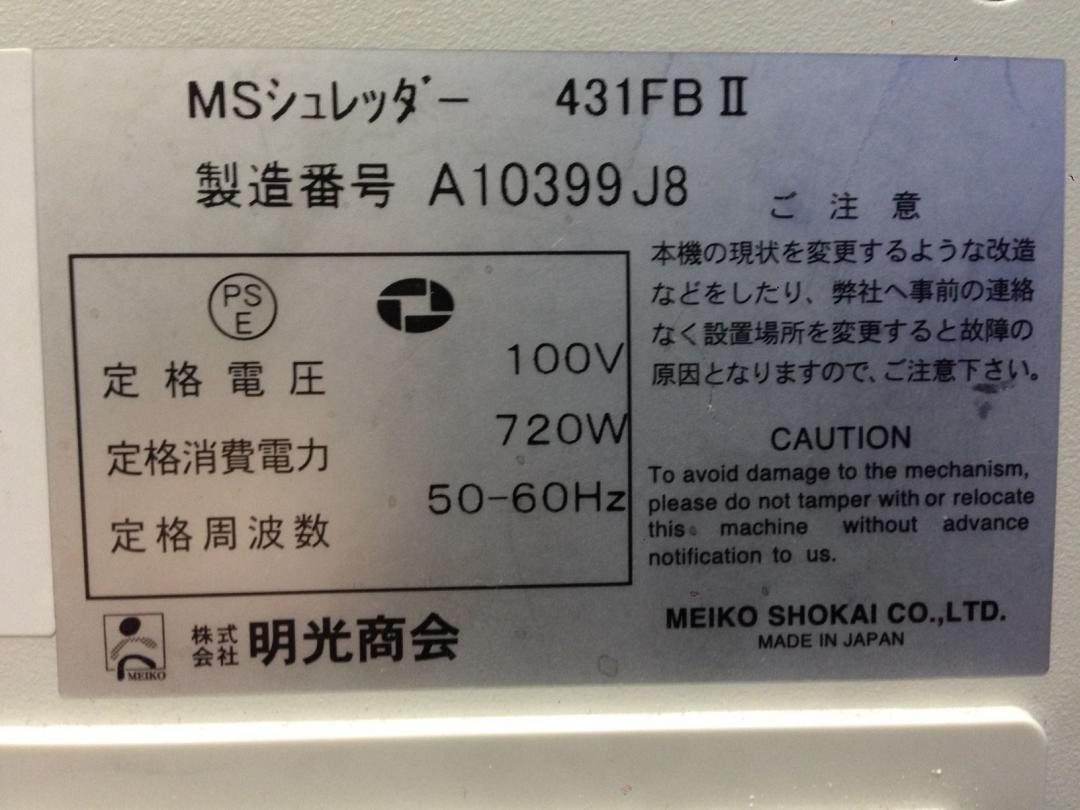 MSシュレッダー 431FBⅡ
製造番号 A10399J8
PS
E
定格電圧 100V
定格消費電力 720W
定格周波数 50-60Hz
ご注意
本機の現状を変更するような改造
などをしたり、弊社へ事前の連絡
なく設置場所を変更すると故障の
原因となりますので、ご注意下さい。
CAUTION
To avoid damage to the mechanism,
please do not tamper with or relocate
this machine without advance
notification to us.
MEIKO
株式
会社 明光商会
MEIKO SHOKAI CO.,LTD.
MADE IN JAPAN